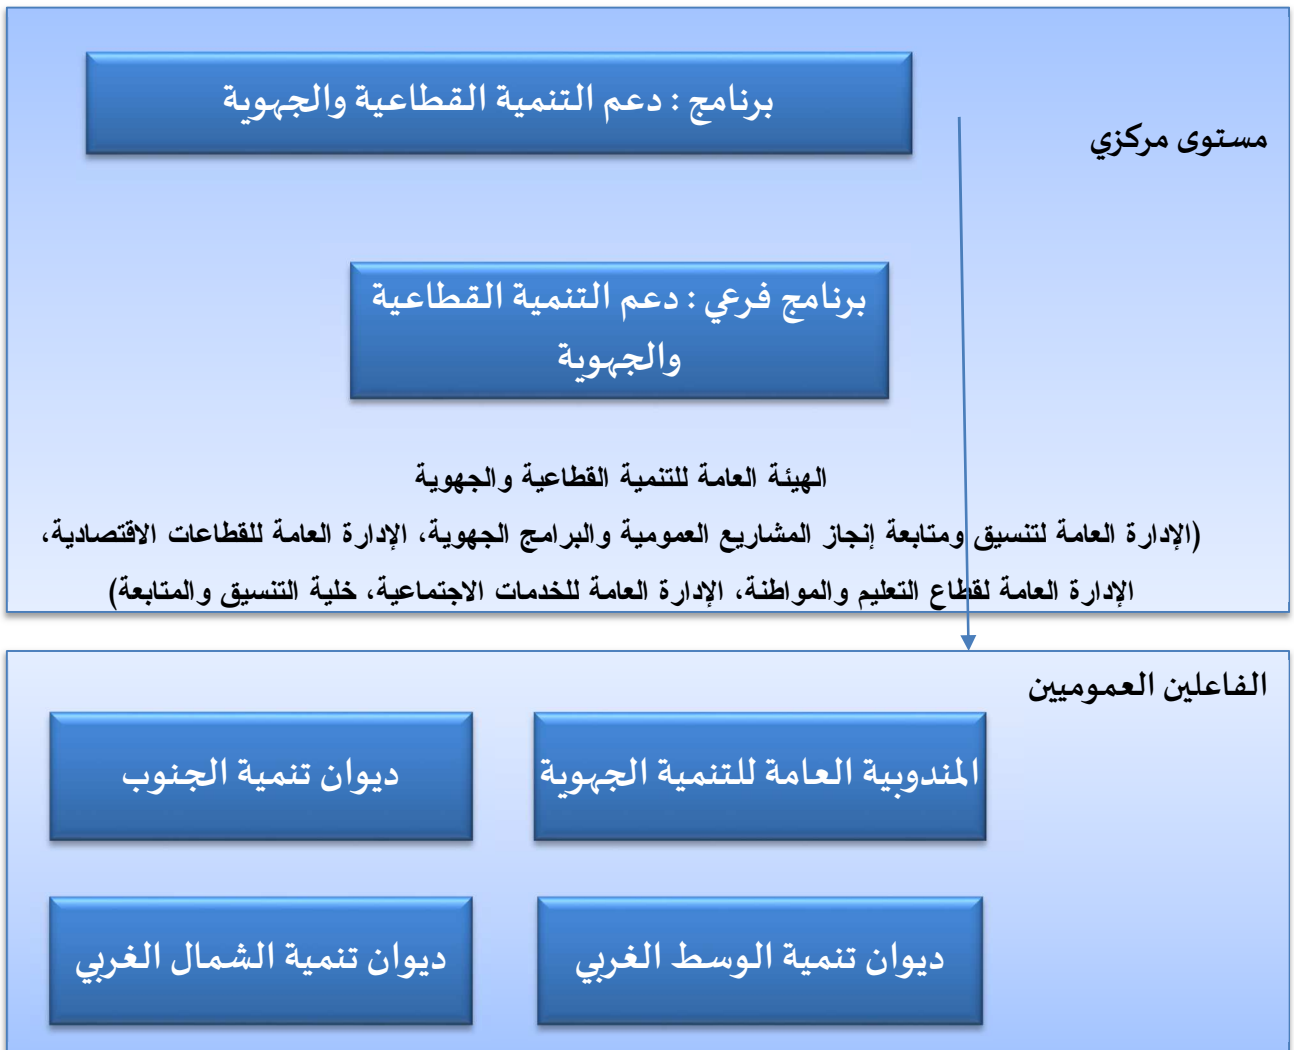 برنامج : دعم التنمية القطاعية والجهوية
مستوى مركزي
برنامج فرعي : دعم التنمية القطاعية
والجهوية
الهيئة العامة للتنمية القطاعية والجهوية
(الإدارة العامة لتنسيق ومتابعة إنجاز المشاريع العمومية والبرامج الجهوية، الإدارة العامة للقطاعات الاقتصادية،
الإدارة العامة لقطاع التعليم والمواطنة، الإدارة العامة للخدمات الاجتماعية، خلية التنسيق والمتابعة)
الفاعلين العموميين
المندوبية العامة للتنمية الجهوية
ديوان تنمية الجنوب
ديوان تنمية الوسط الغربي
ديوان تنمية الشمال الغربي